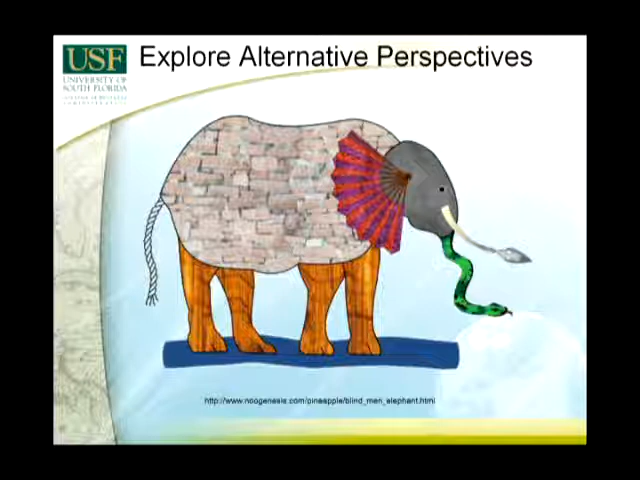 USF
UNIVERSITY OF
SOUTH FLORIDA
Explore Alternative Perspectives
http://www.noogenesis.com/pineapple/blind_men_elephant.html